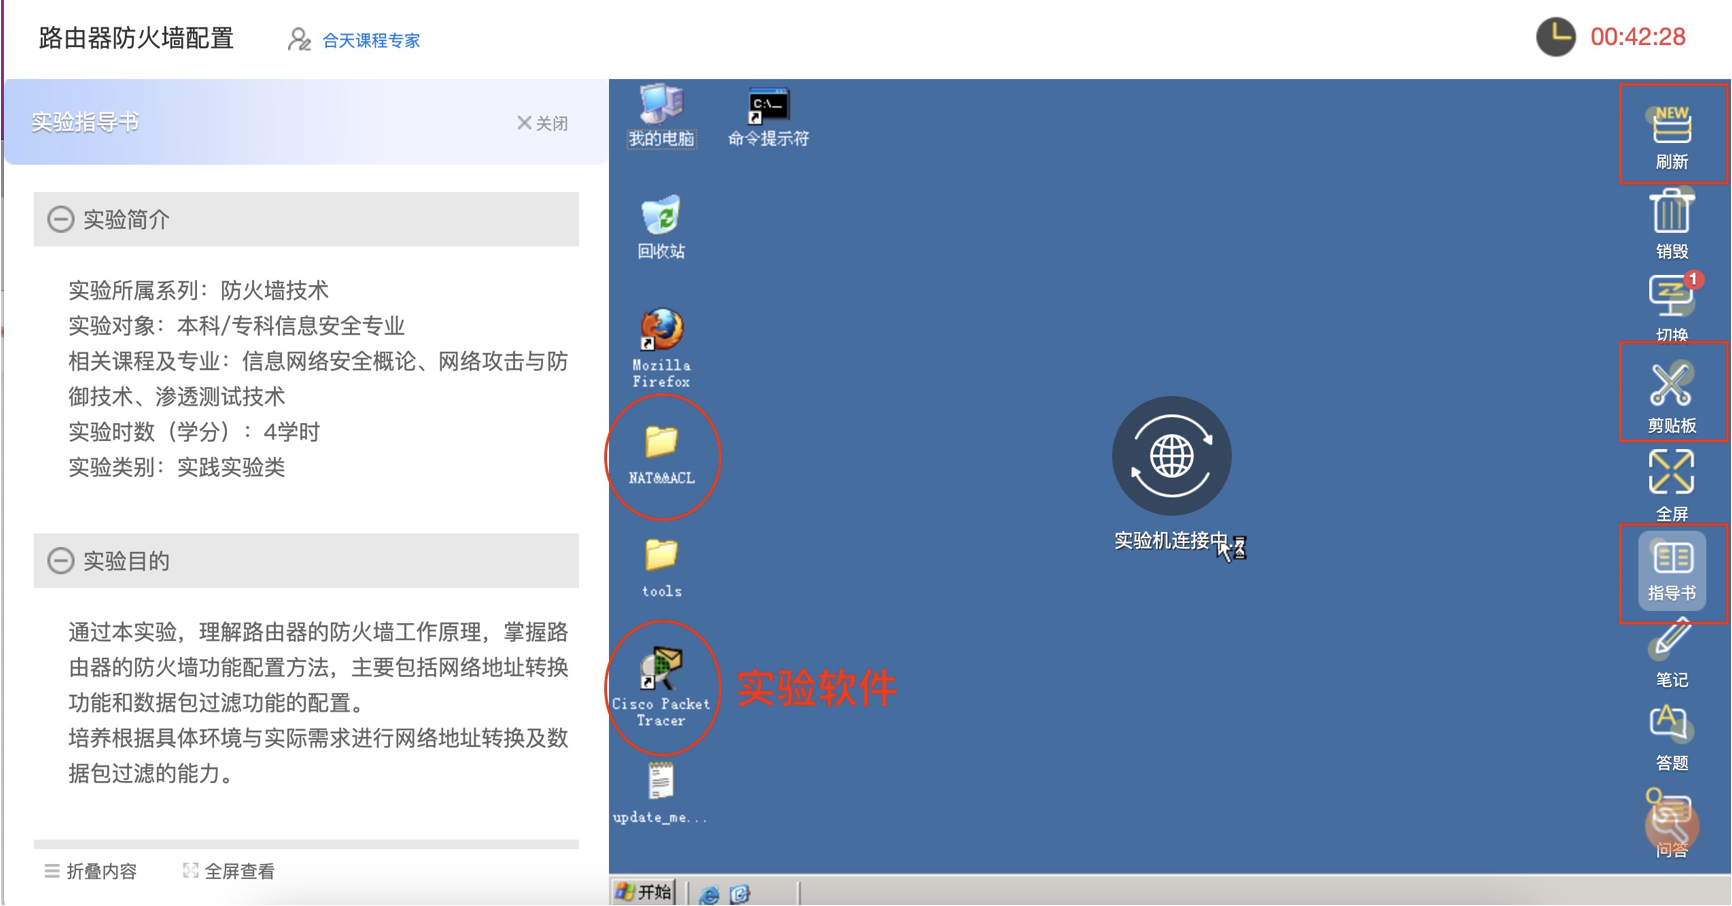 路由器防火墙配置
合天课程专家
00:42:28
实验指导书
关闭
实验简介
实验所属系列：防火墙技术
实验对象：本科/专科信息安全专业
相关课程及专业：信息网络安全概论、网络攻击与防
御技术、渗透测试技术
实验时数（学分）：4学时
实验类别：实践实验类
实验目的
通过本实验，理解路由器的防火墙工作原理，掌握路
由器的防火墙功能配置方法，主要包括网络地址转换
功能和数据包过滤功能的配置。
培养根据具体环境与实际需求进行网络地址转换及数
据包过滤的能力。
折叠内容
全屏查看
我的电脑
C:\_
命令提示符
回收站
Mozilla
Firefox
NAT&&ACL
tools
Cisco Packet
Tracer
实验软件
update_me...
实验机连接中
开始
NEW
刷新
销毁
1
切换
剪贴板
全屏
指导书
笔记
A
答题
Q
问答